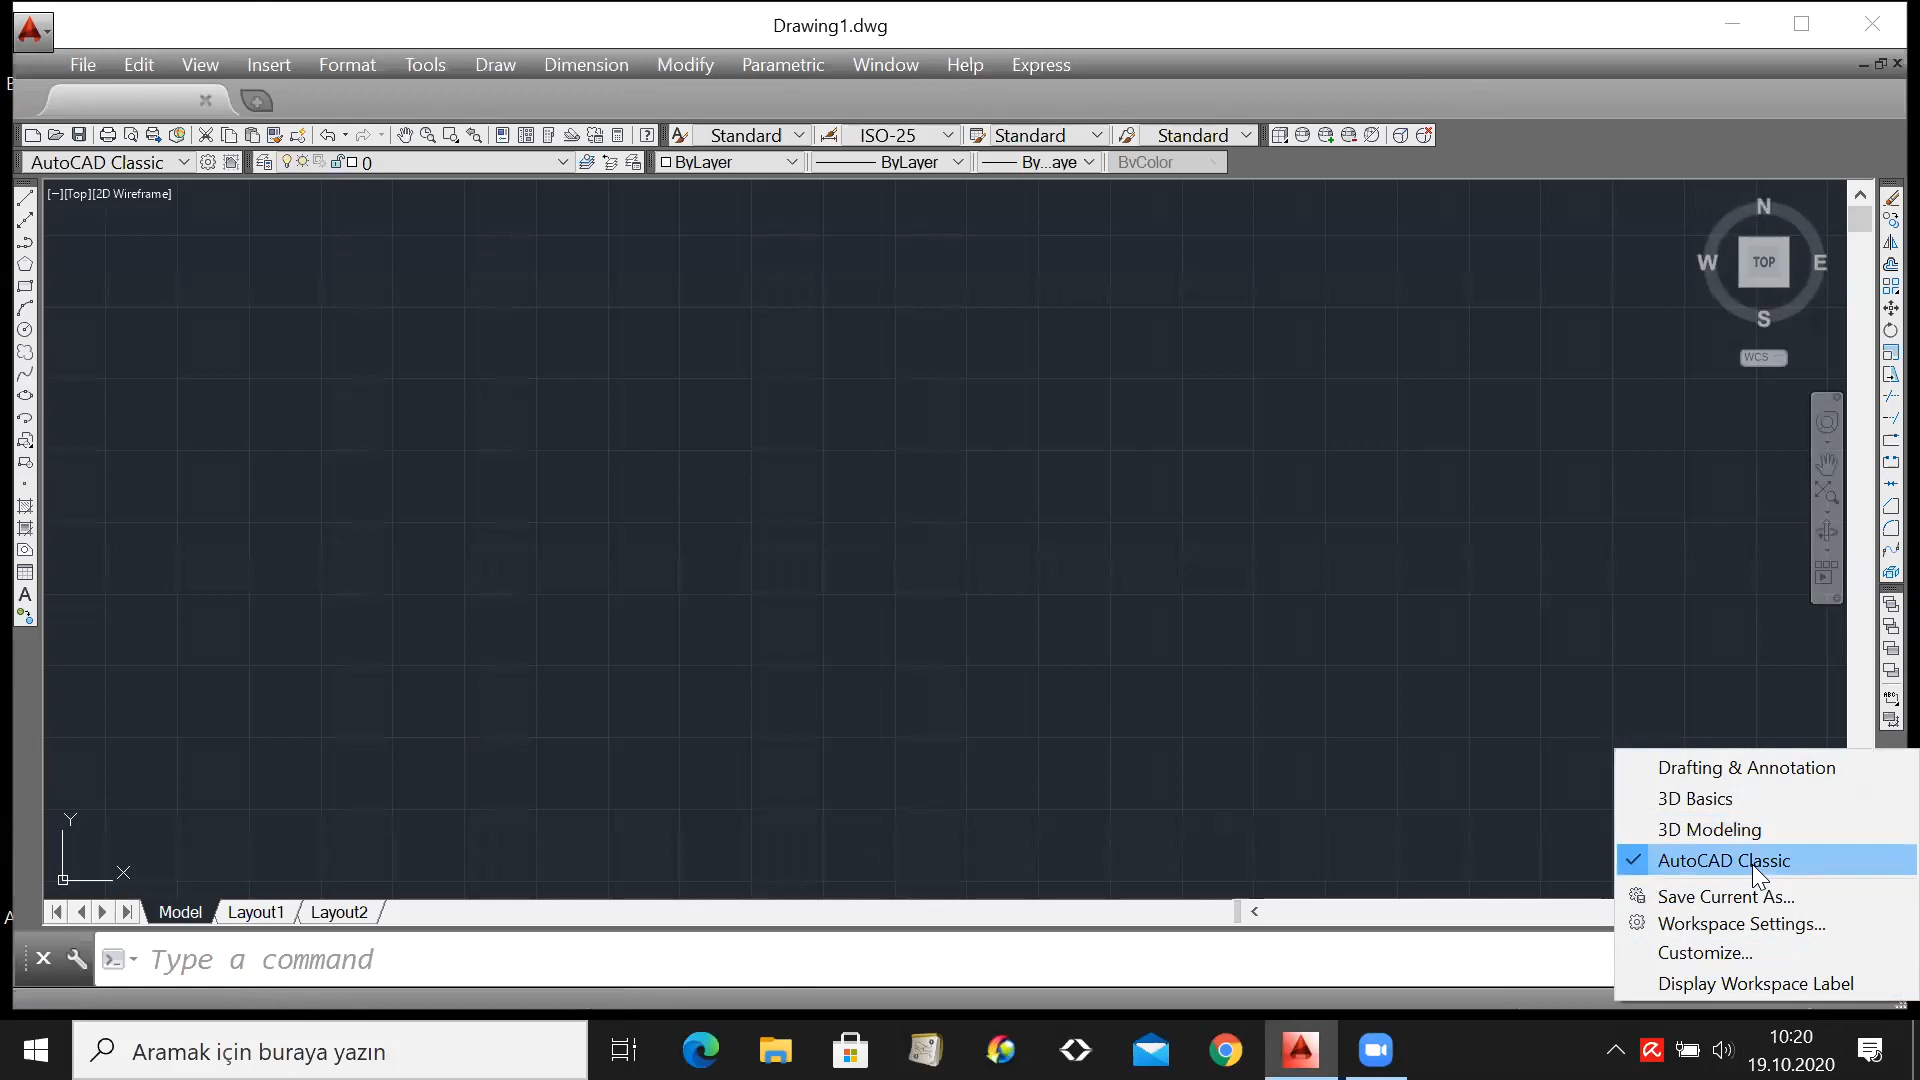 Drawing1.dwg
File Edit View Insert Format Tools Draw Dimension Modify Parametric Window Help Express
Standard ISO-25 Standard Standard
AutoCAD Classic 0 ByLayer ByLayer By...aye ByColor
[−][Top][2D Wireframe]
N
W TOP E
S
WCS
A
ABC
Y
X
Drafting & Annotation
3D Basics
3D Modeling
AutoCAD Classic
Save Current As...
Workspace Settings...
Customize...
Display Workspace Label
Model Layout1 Layout2
Type a command
Aramak için buraya yazın
10:20
19.10.2020